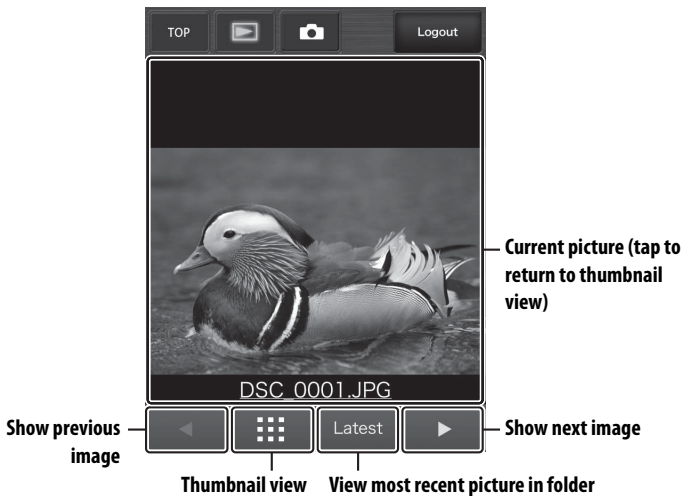 TOP
Logout
Current picture (tap to
return to thumbnail
view)
DSC_0001.JPG
Show previous
image
Latest
Show next image
Thumbnail view
View most recent picture in folder